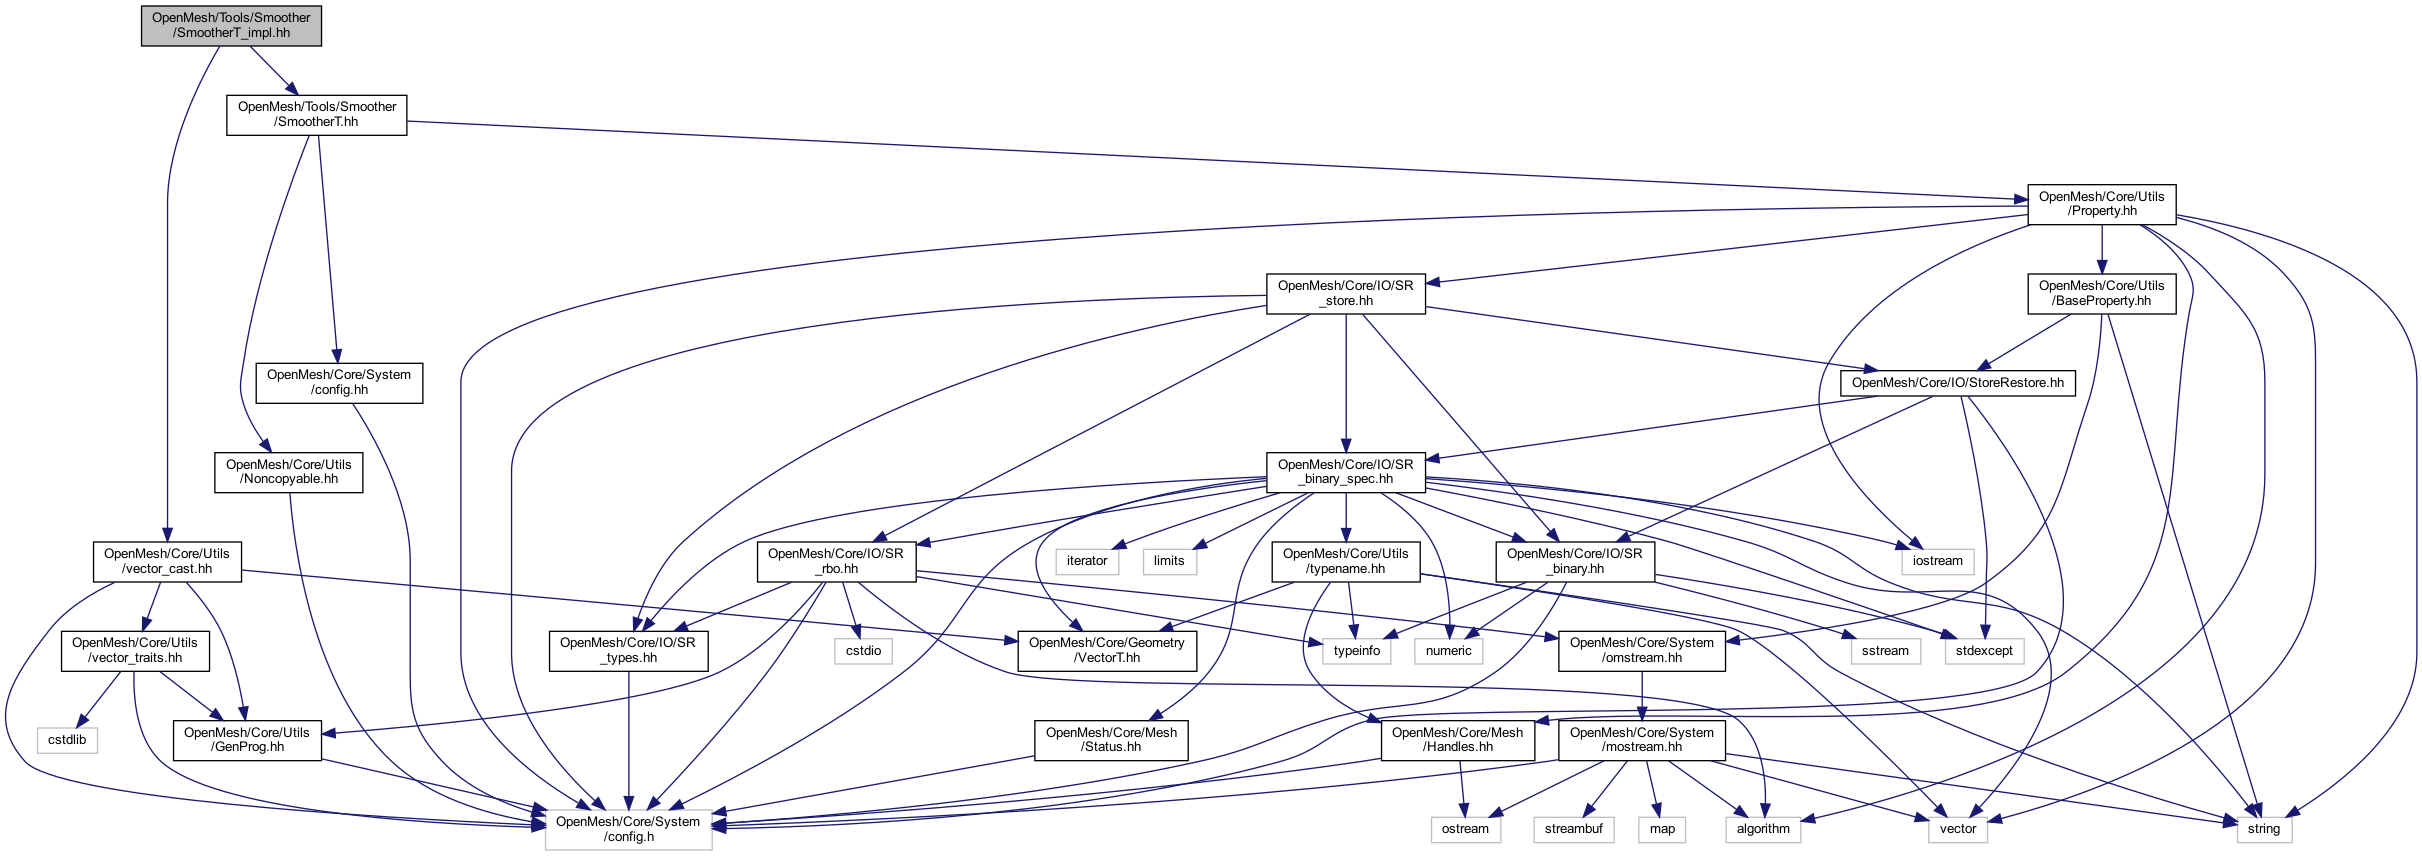 OpenMesh/Tools/Smoother
/SmootherT_impl.hh
OpenMesh/Tools/Smoother
/SmootherT.hh
OpenMesh/Core/Utils
/Property.hh
OpenMesh/Core/IO/SR
_store.hh
OpenMesh/Core/Utils
/BaseProperty.hh
OpenMesh/Core/System
/config.hh
OpenMesh/Core/IO/StoreRestore.hh
OpenMesh/Core/Utils
/Noncopyable.hh
OpenMesh/Core/IO/SR
_binary_spec.hh
OpenMesh/Core/Utils
/vector_cast.hh
OpenMesh/Core/IO/SR
_rbo.hh
iterator
limits
OpenMesh/Core/Utils
/typename.hh
OpenMesh/Core/IO/SR
_binary.hh
iostream
OpenMesh/Core/Utils
/vector_traits.hh
OpenMesh/Core/IO/SR
_types.hh
cstdio
OpenMesh/Core/Geometry
/VectorT.hh
typeinfo
numeric
OpenMesh/Core/System
/omstream.hh
sstream
stdexcept
cstdlib
OpenMesh/Core/Utils
/GenProg.hh
OpenMesh/Core/Mesh
/Status.hh
OpenMesh/Core/Mesh
/Handles.hh
OpenMesh/Core/System
/mostream.hh
OpenMesh/Core/System
/config.h
ostream
streambuf
map
algorithm
vector
string